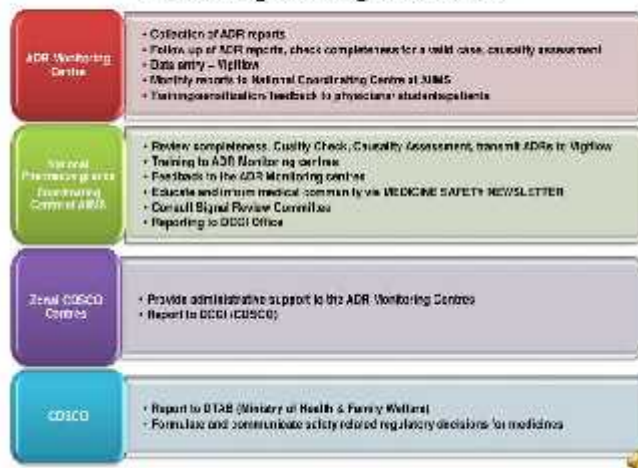 ADR Monitoring
Centre
• Collection of ADR reports
• Follow up of ADR reports, check completeness for a valid case, causality assessment
• Data entry – Vigiflow
• Monthly reports to National Coordinating Centre at AIIMS
• Training/sensitization/feedback to physicians/ students/patients
National
Pharmacovigilance
Coordinating
Centre at AIIMS
• Review completeness, Quality Check, Causality Assessment, transmit ADRs to Vigiflow
• Training to ADR Monitoring centres
• Feedback to the ADR Monitoring centres
• Educate and inform medical community via MEDICINE SAFETY NEWSLETTER
• Consult Signal Review Committee
• Reporting to DCGI Office
Zonal CDSCO
Centres
• Provide administrative support to the ADR Monitoring Centres
• Report to DCGI (CDSCO)
CDSCO
• Report to DTAB (Ministry of Health & Family Welfare)
• Formulate and communicate safety related regulatory decisions for medicines